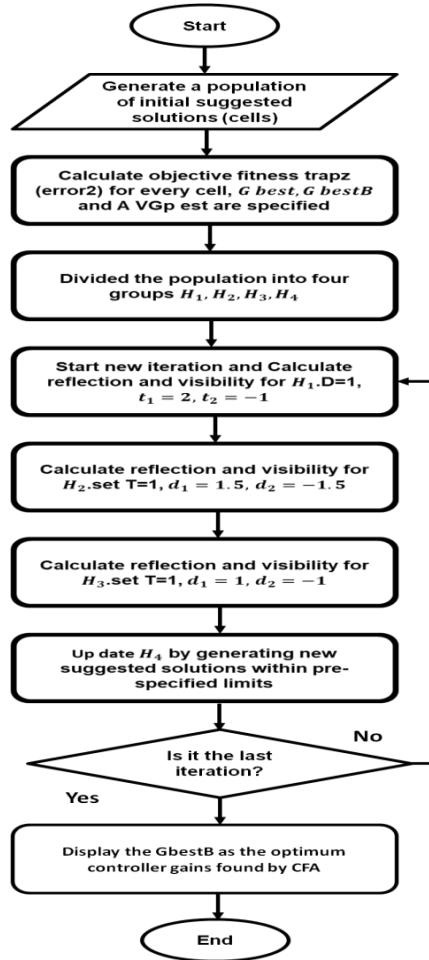 Start
Generate a population
of initial suggested
solutions (cells)
Calculate objective fitness trapz
(error2) for every cell, G best, G bestB
and A VGp est are specified
Divided the population into four
groups H₁, H₂, H₃, H₄
Start new iteration and Calculate
reflection and visibility for H₁.D=1,
t₁ = 2, t₂ = −1
Calculate reflection and visibility for
H₂.set T=1, d₁ = 1.5, d₂ = −1.5
Calculate reflection and visibility for
H₃.set T=1, d₁ = 1, d₂ = −1
Up date H₄ by generating new
suggested solutions within pre-
specified limits
No
Is it the last
iteration?
Yes
Display the GbestB as the optimum
controller gains found by CFA
End